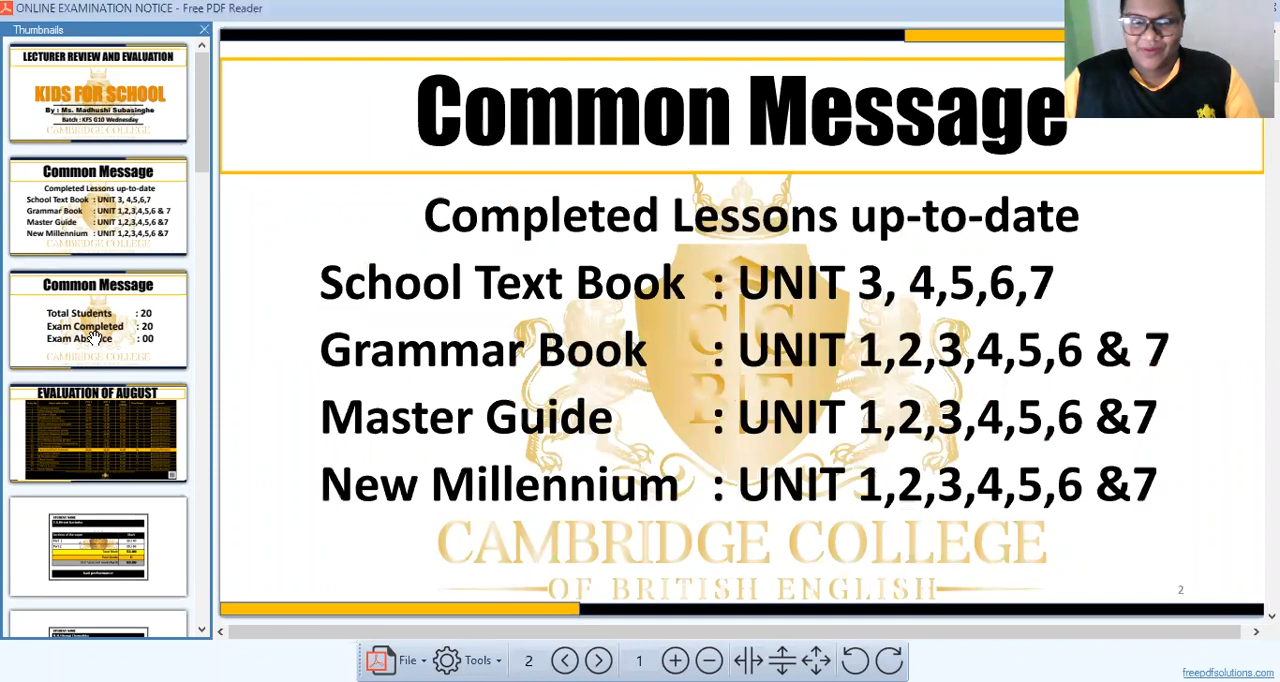 ONLINE EXAMINATION NOTICE - Free PDF Reader
Thumbnails
LECTURER REVIEW AND EVALUATION
KIDS FOR SCHOOL
By : Ms. Madhushi Subasinghe
Batch : KFS G10 Wednesday
CAMBRIDGE COLLEGE
Common Message
Completed Lessons up-to-date
School Text Book : UNIT 3, 4,5,6,7
Grammar Book : UNIT 1,2,3,4,5,6 & 7
Master Guide : UNIT 1,2,3,4,5,6 &7
New Millennium : UNIT 1,2,3,4,5,6 &7
CAMBRIDGE COLLEGE
Common Message
Total Students : 20
Exam Completed : 20
Exam : 00
CAMBRIDGE COLLEGE
EVALUATION OF AUGUST
STUDENT NAME
STUDENT NAME
Common Message
Completed Lessons up-to-date
School Text Book : UNIT 3, 4,5,6,7
Grammar Book : UNIT 1,2,3,4,5,6 & 7
Master Guide : UNIT 1,2,3,4,5,6 &7
New Millennium : UNIT 1,2,3,4,5,6 &7
CAMBRIDGE COLLEGE
OF BRITISH ENGLISH
2
File
Tools
2
1
freepdfsolutions.com